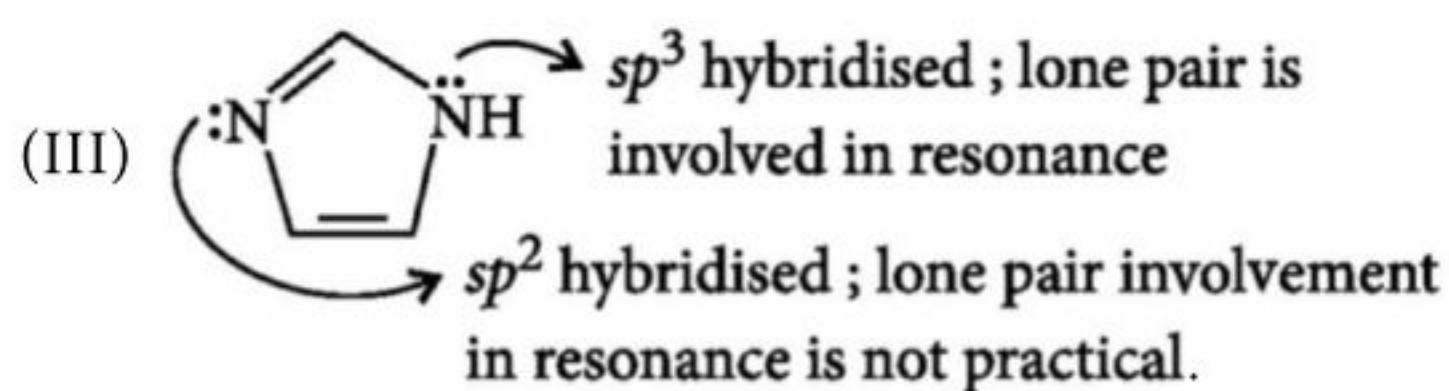 sp³ hybridised ; lone pair is
involved in resonance
(III) :N NH
sp² hybridised ; lone pair involvement
in resonance is not practical.